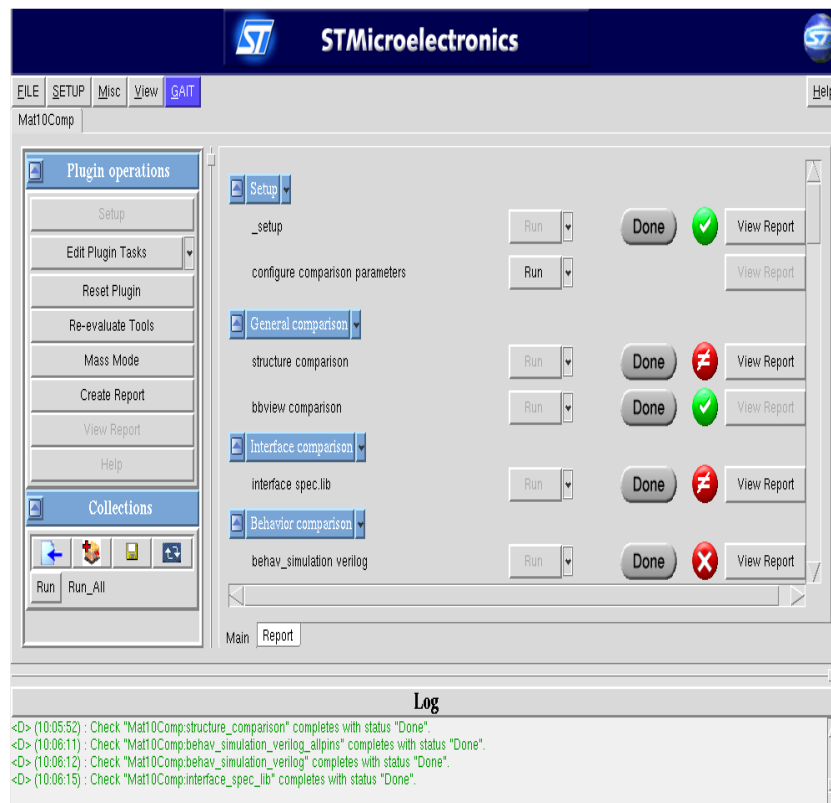 ST STMicroelectronics ST
FILE SETUP Misc View GAIT Help
Mat10Comp
Plugin operations
Setup
Edit Plugin Tasks
Reset Plugin
Re-evaluate Tools
Mass Mode
Create Report
View Report
Help
Collections
Run Run_All
Setup
_setup Run Done View Report
configure comparison parameters Run View Report
General comparison
structure comparison Run Done View Report
bbview comparison Run Done View Report
Interface comparison
interface spec.lib Run Done View Report
Behavior comparison
behav_simulation verilog Run Done View Report
Main Report
Log
<D> (10:05:52) : Check "Mat10Comp:structure_comparison" completes with status "Done".
<D> (10:06:11) : Check "Mat10Comp:behav_simulation_verilog_allpins" completes with status "Done".
<D> (10:06:12) : Check "Mat10Comp:behav_simulation_verilog" completes with status "Done".
<D> (10:06:15) : Check "Mat10Comp:interface_spec_lib" completes with status "Done".